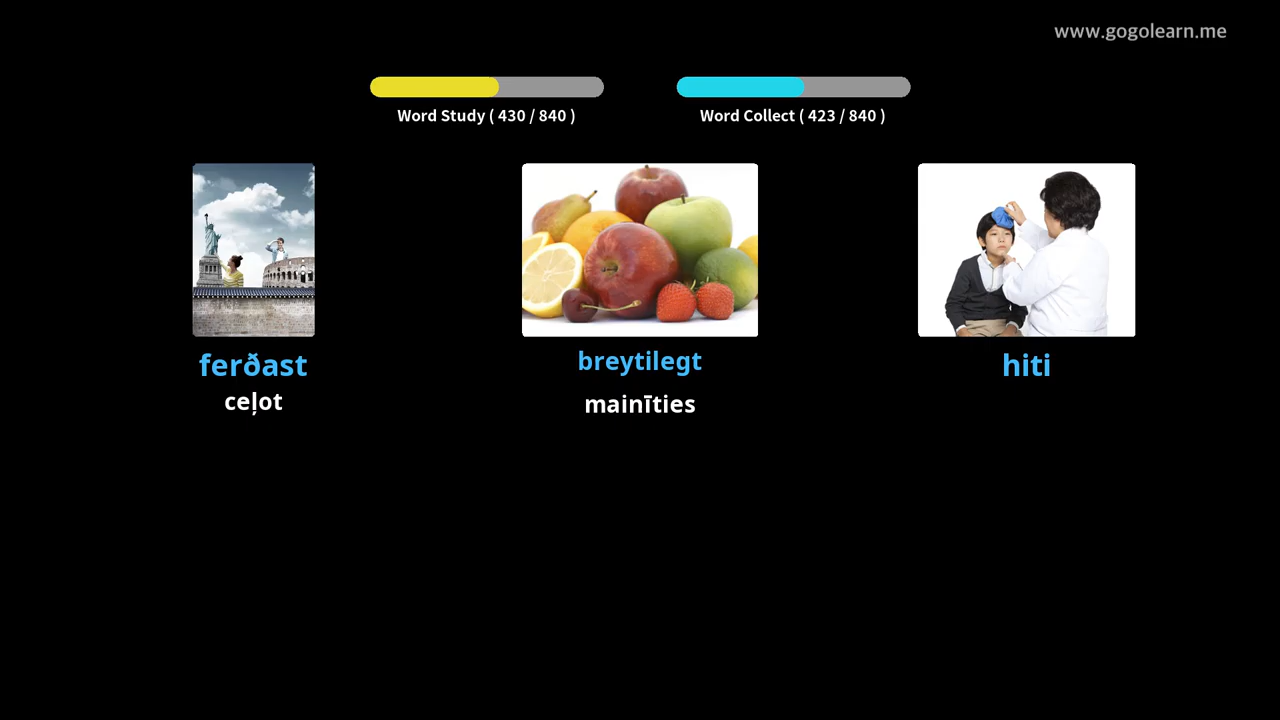 www.gogolearn.me
Word Study ( 430 / 840 )
Word Collect ( 423 / 840 )
ferðast
ceļot
breytilegt
mainīties
hiti